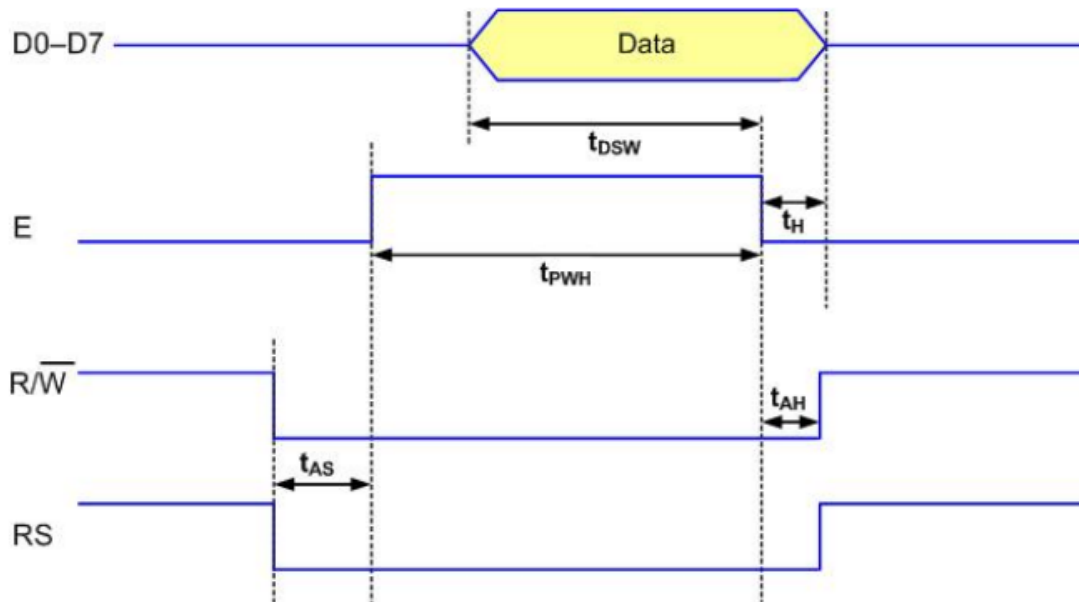 D0–D7
Data
tDSW
E
tH
tPWH
R/W̅
tAH
tAS
RS